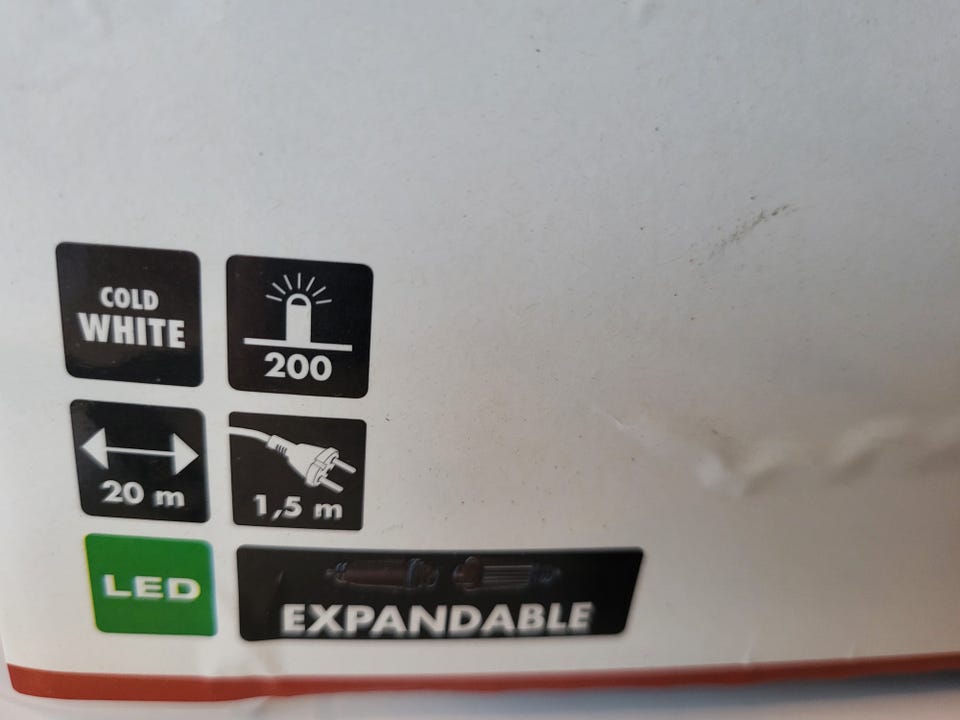 COLD
WHITE
200
20 m
1,5 m
LED
EXPANDABLE